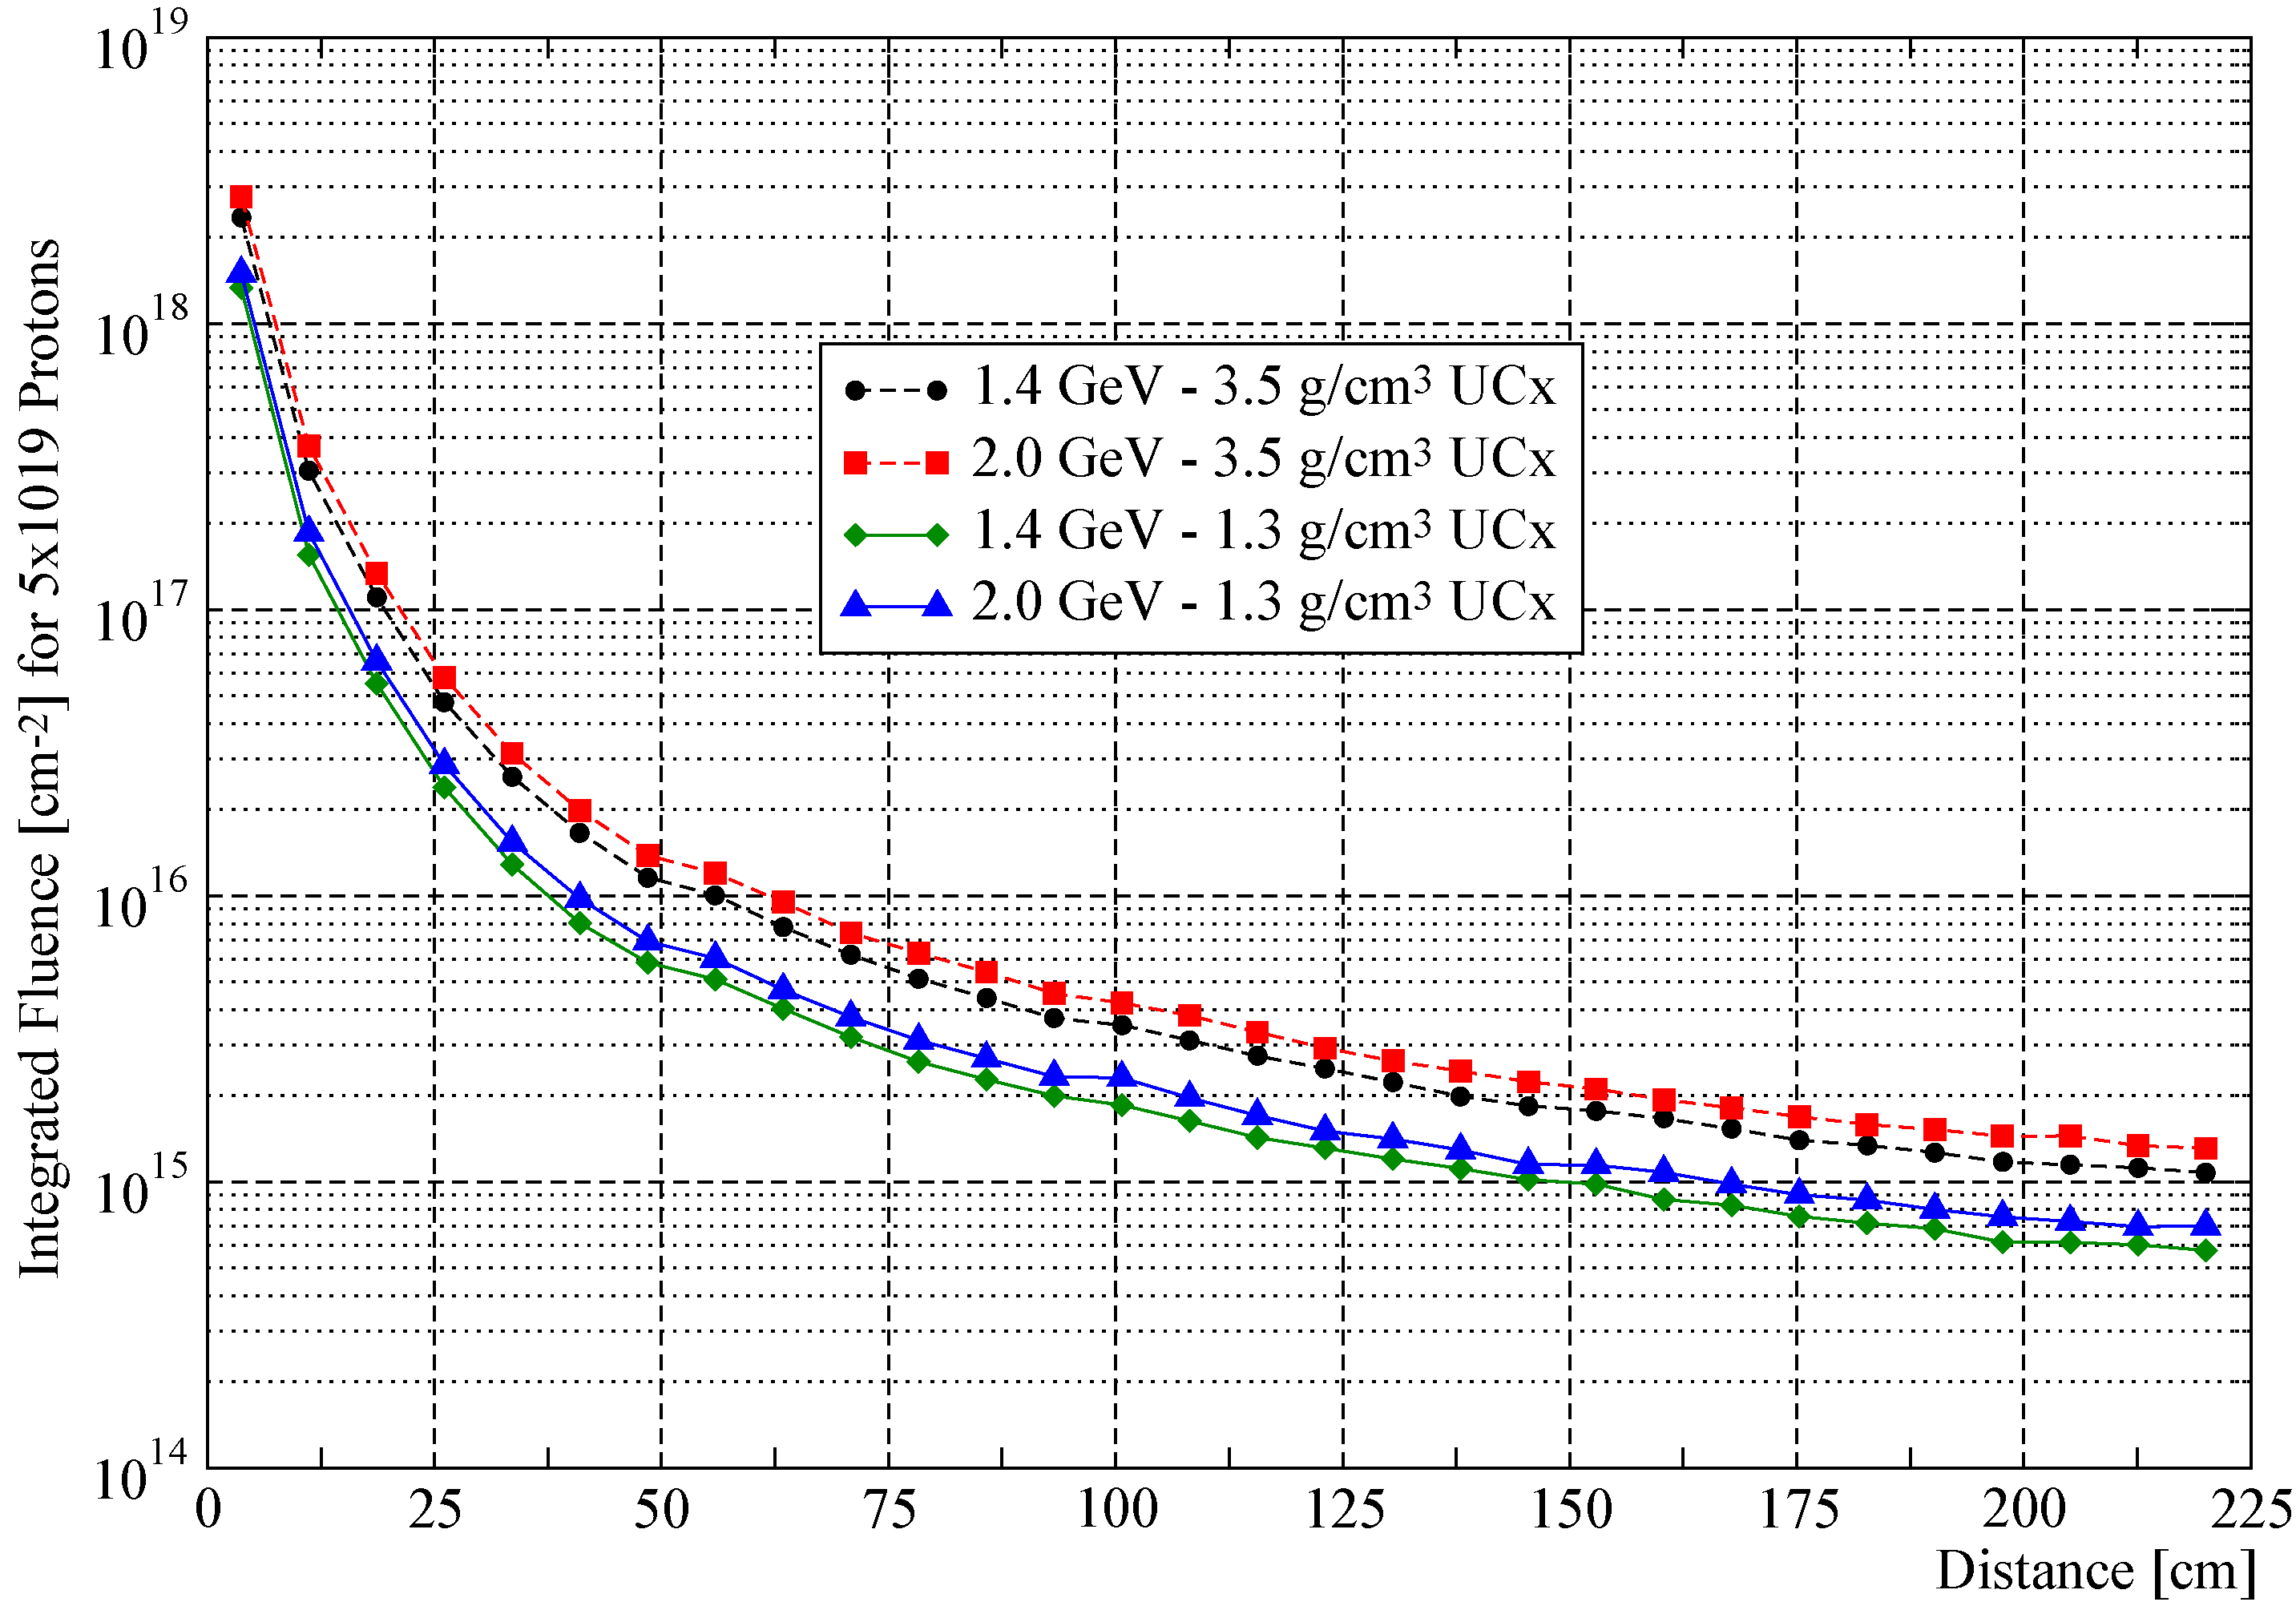 Integrated Fluence [cm-2] for 5x1019 Protons
10^19
10^18
10^17
10^16
10^15
10^14
1.4 GeV - 3.5 g/cm3 UCx
2.0 GeV - 3.5 g/cm3 UCx
1.4 GeV - 1.3 g/cm3 UCx
2.0 GeV - 1.3 g/cm3 UCx
0 25 50 75 100 125 150 175 200 225
Distance [cm]